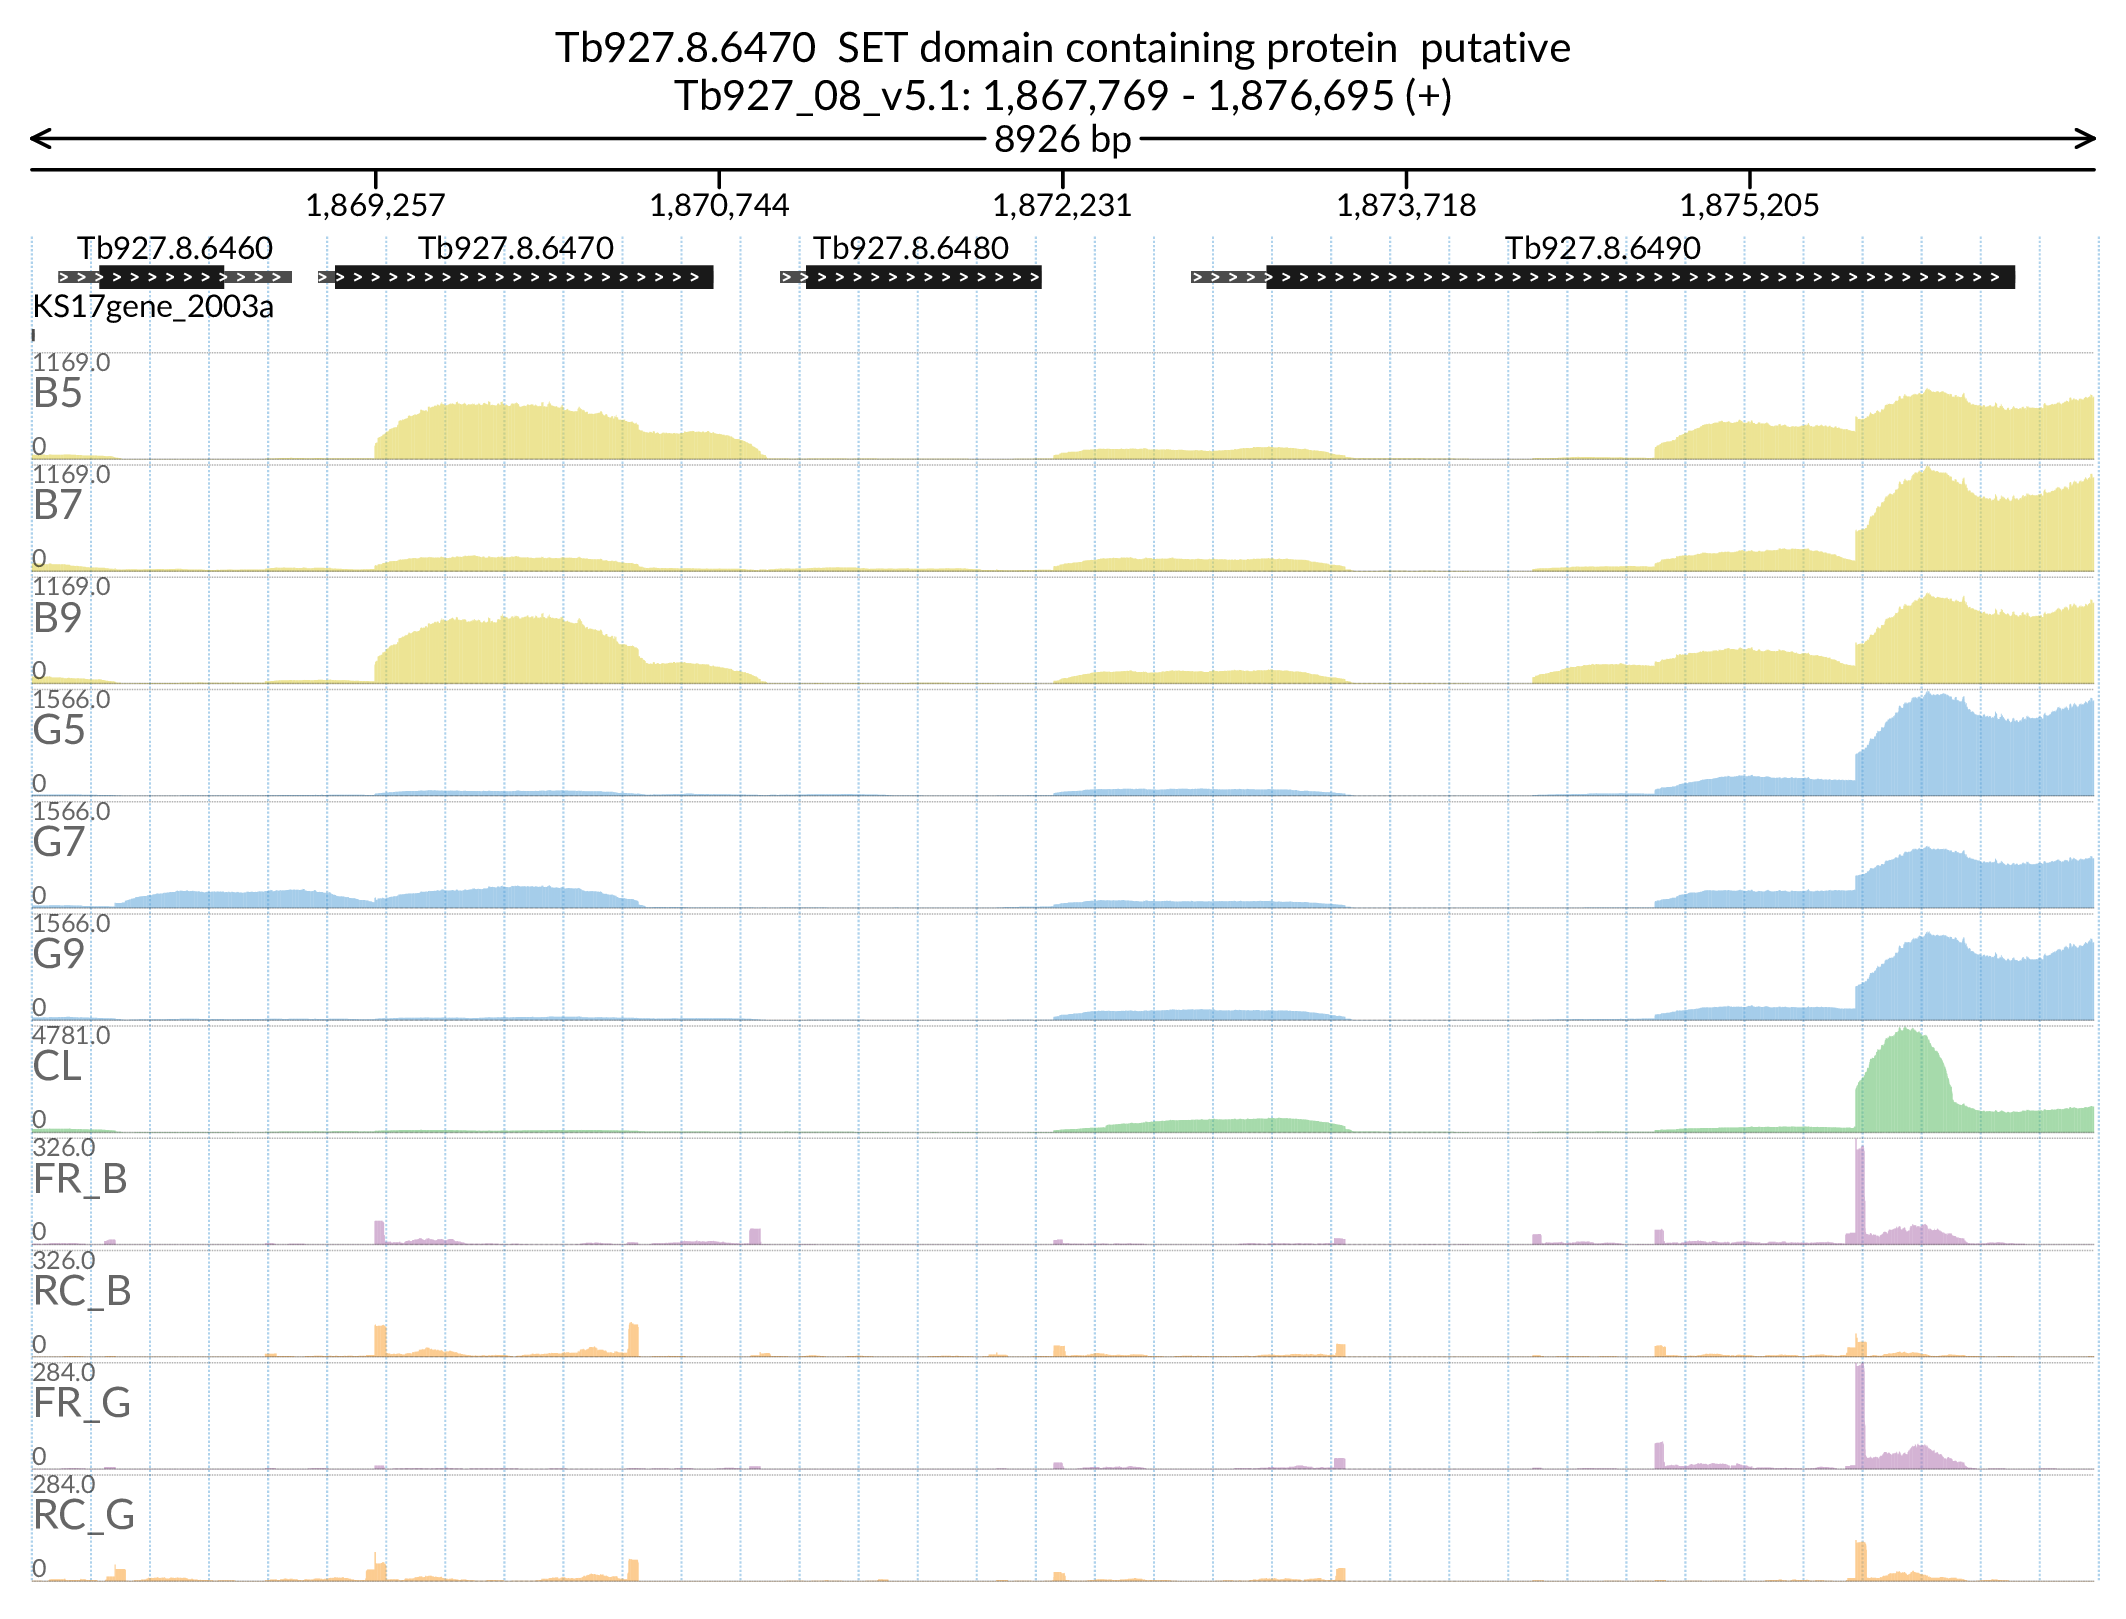 Tb927.8.6470  SET domain containing protein  putative
Tb927_08_v5.1: 1,867,769 - 1,876,695 (+)
8926 bp
1,869,257 1,870,744 1,872,231 1,873,718 1,875,205
Tb927.8.6460 Tb927.8.6470 Tb927.8.6480 Tb927.8.6490
KS17gene_2003a
1169.0
B5
0
1169.0
B7
0
1169.0
B9
0
1566.0
G5
0
1566.0
G7
0
1566.0
G9
0
4781.0
CL
0
326.0
FR_B
0
326.0
RC_B
0
284.0
FR_G
0
284.0
RC_G
0